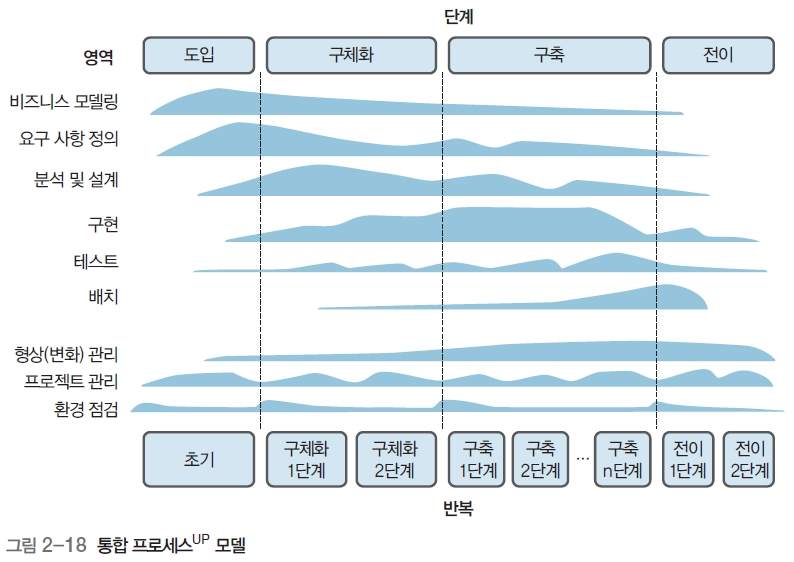 단계
영역
도입 구체화 구축 전이
비즈니스 모델링
요구 사항 정의
분석 및 설계
구현
테스트
배치
형상(변화) 관리
프로젝트 관리
환경 점검
초기 구체화 1단계 구체화 2단계 구축 1단계 구축 2단계 ... 구축 n단계 전이 1단계 전이 2단계
반복
그림 2-18 통합 프로세스UP 모델